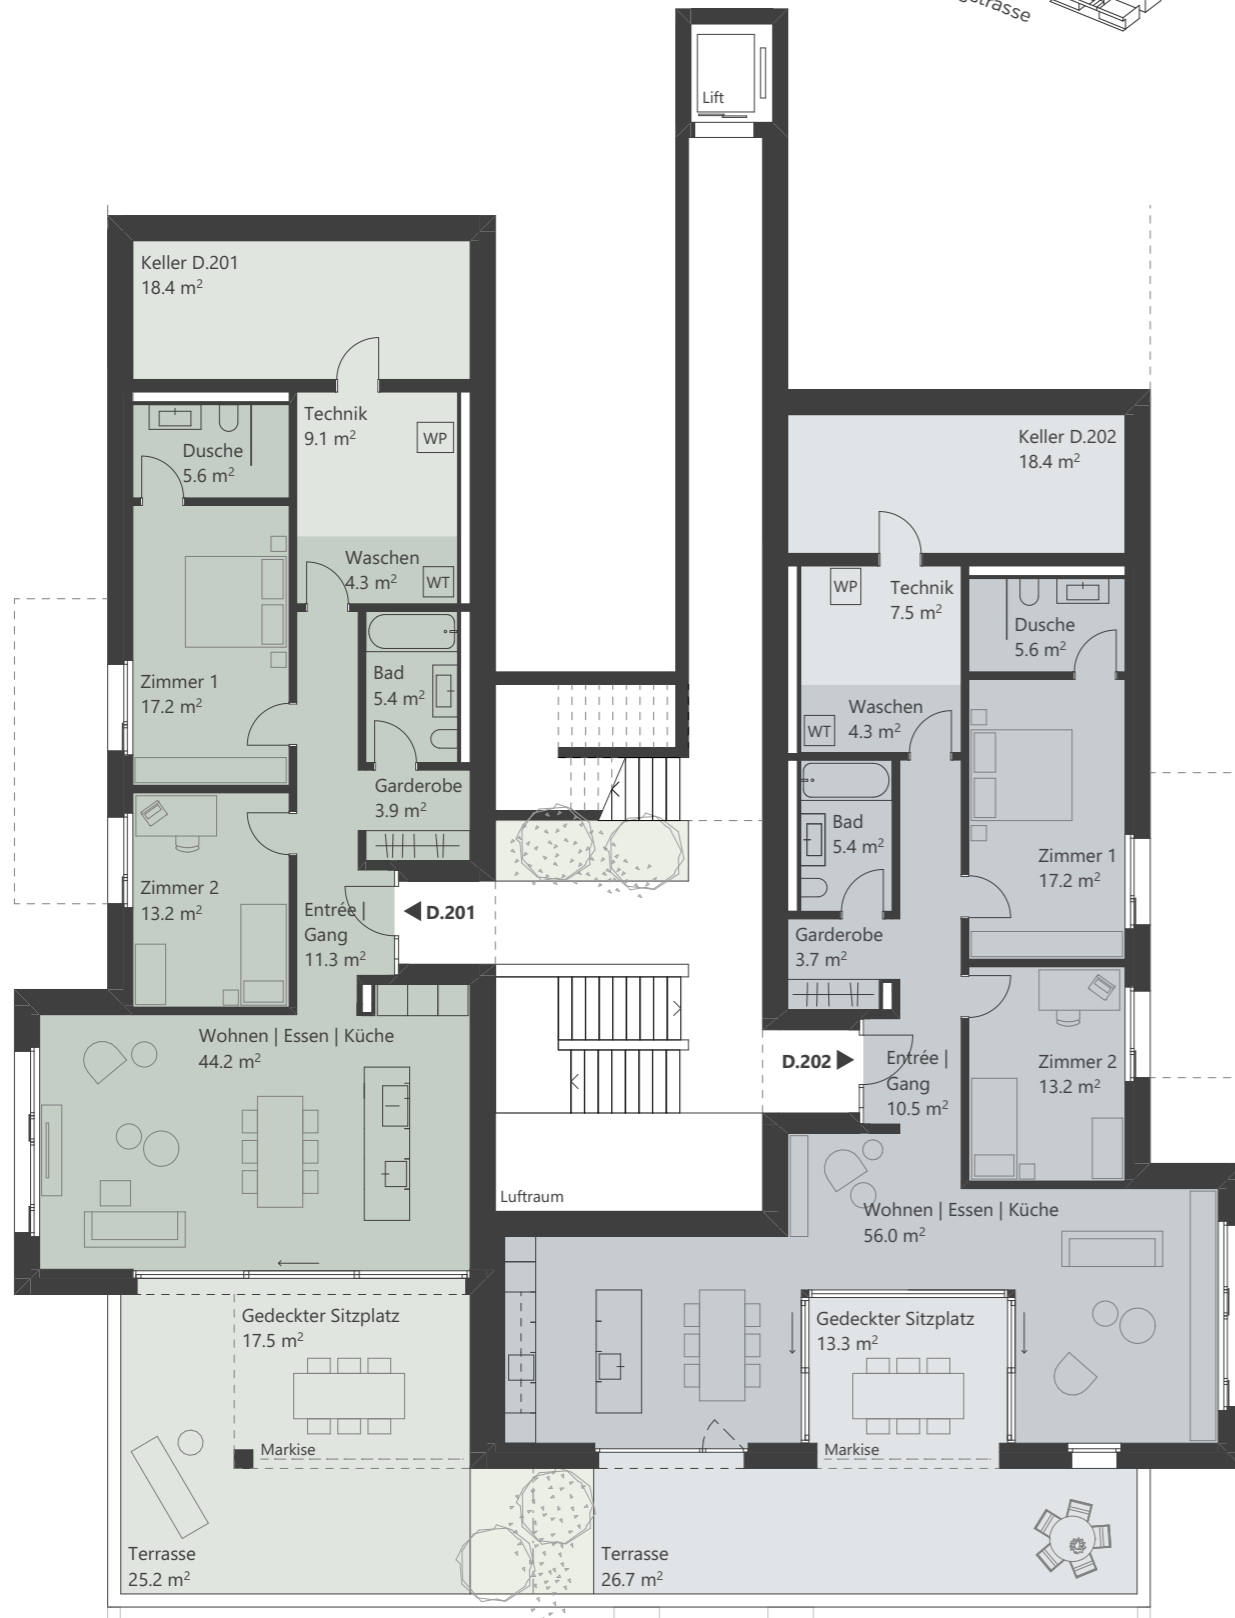 Lift
Keller D.201
18.4 m²
Technik
9.1 m²
WP
Dusche
5.6 m²
Waschen
4.3 m²
WT
Zimmer 1
17.2 m²
Bad
5.4 m²
Garderobe
3.9 m²
Zimmer 2
13.2 m²
Entrée |
Gang
11.3 m²
D.201
Wohnen | Essen | Küche
44.2 m²
Gedeckter Sitzplatz
17.5 m²
Markise
Terrasse
25.2 m²
Luftraum
Keller D.202
18.4 m²
WP
Technik
7.5 m²
Dusche
5.6 m²
Waschen
4.3 m²
WT
Bad
5.4 m²
Zimmer 1
17.2 m²
Garderobe
3.7 m²
D.202
Entrée |
Gang
10.5 m²
Zimmer 2
13.2 m²
Wohnen | Essen | Küche
56.0 m²
Gedeckter Sitzplatz
13.3 m²
Markise
Terrasse
26.7 m²